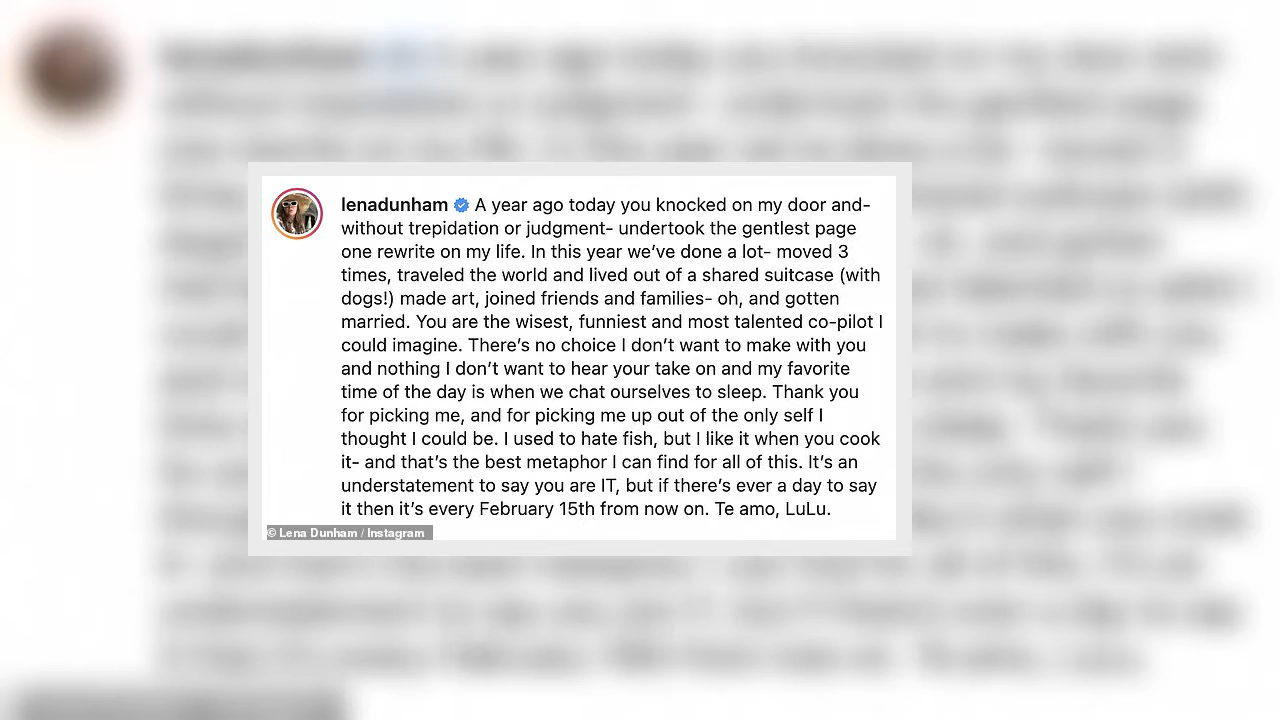 lenadunham A year ago today you knocked on my door and-
without trepidation or judgment- undertook the gentlest page
one rewrite on my life. In this year we’ve done a lot- moved 3
times, traveled the world and lived out of a shared suitcase (with
dogs!) made art, joined friends and families- oh, and gotten
married. You are the wisest, funniest and most talented co-pilot I
could imagine. There’s no choice I don’t want to make with you
and nothing I don’t want to hear your take on and my favorite
time of the day is when we chat ourselves to sleep. Thank you
for picking me, and for picking me up out of the only self I
thought I could be. I used to hate fish, but I like it when you cook
it- and that’s the best metaphor I can find for all of this. It’s an
understatement to say you are IT, but if there’s ever a day to say
it then it’s every February 15th from now on. Te amo, LuLu.
© Lena Dunham / Instagram